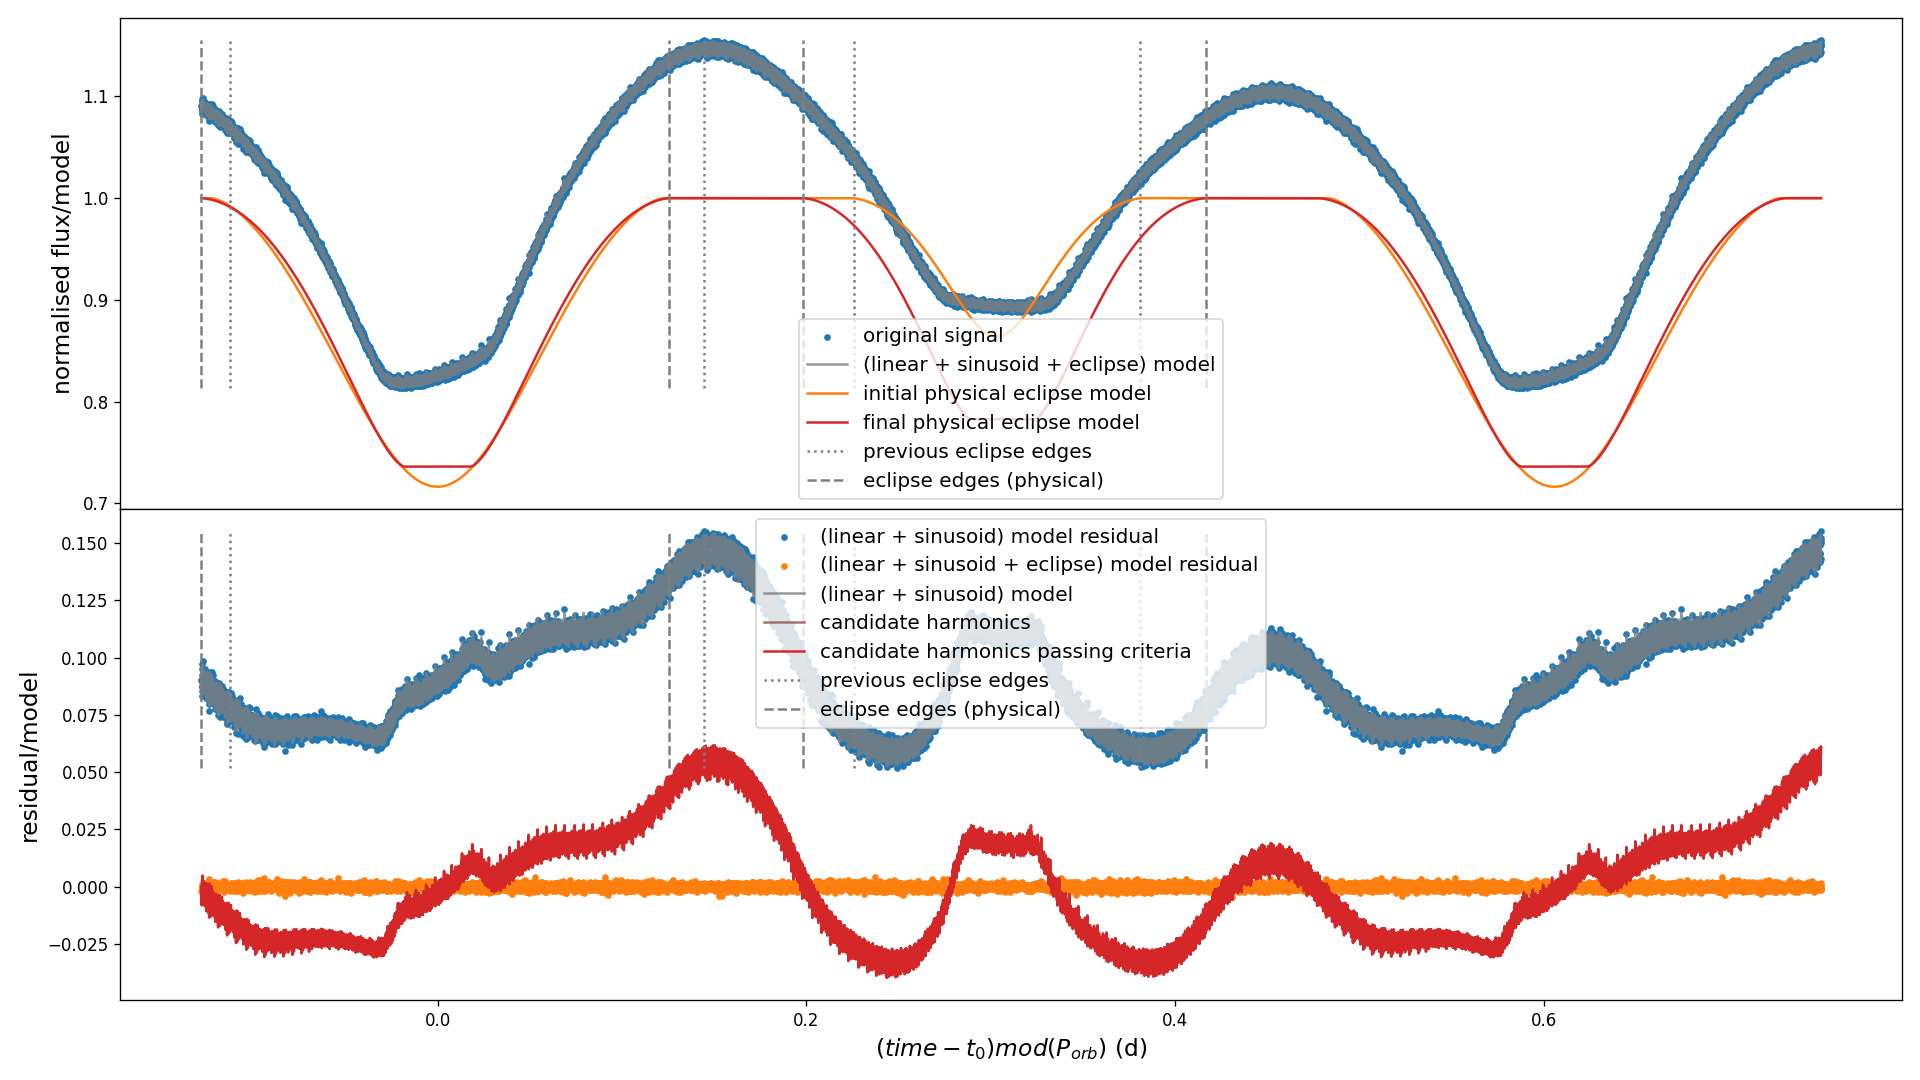 normalised flux/model
1.1
1.0
0.9
0.8
0.7
original signal
(linear + sinusoid + eclipse) model
initial physical eclipse model
final physical eclipse model
previous eclipse edges
eclipse edges (physical)
residual/model
0.150
0.125
0.100
0.075
0.050
0.025
0.000
−0.025
(linear + sinusoid) model residual
(linear + sinusoid + eclipse) model residual
(linear + sinusoid) model
candidate harmonics
candidate harmonics passing criteria
previous eclipse edges
eclipse edges (physical)
0.0 0.2 0.4 0.6
(time − t₀)mod(Pₒᵣb) (d)